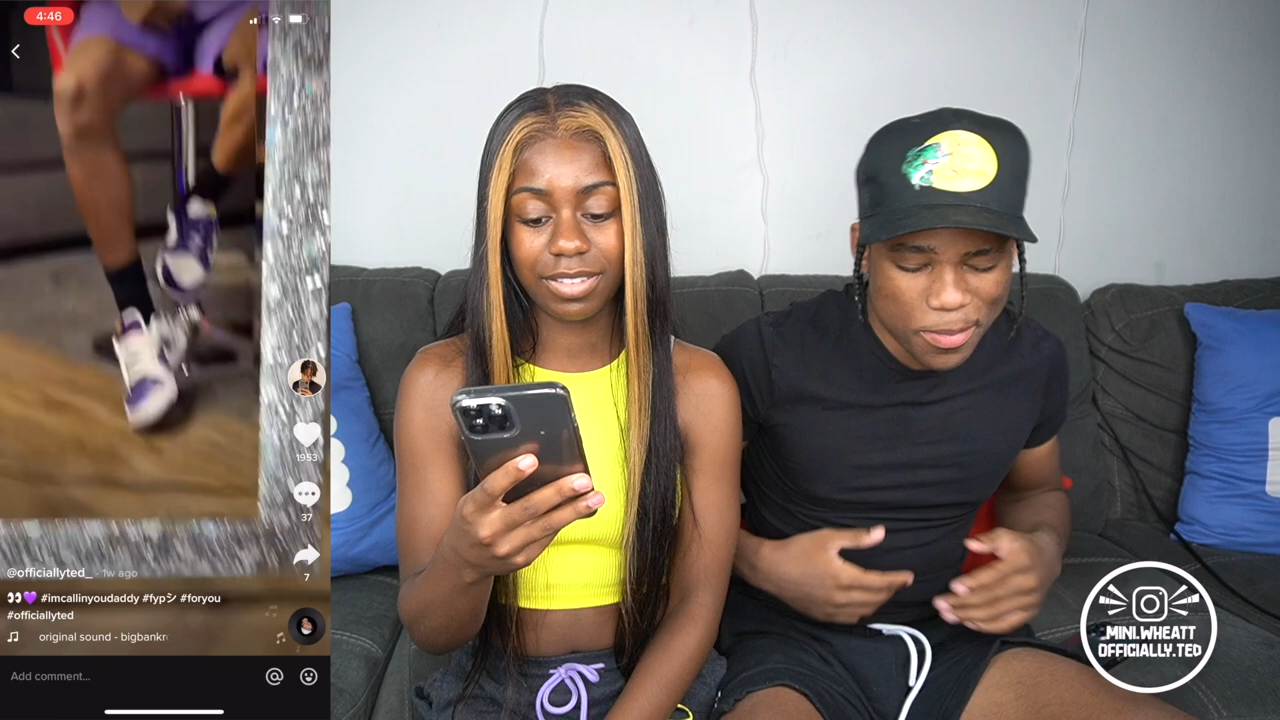 4:46
1953
37
7
@officiallyted_ · 1w ago
👀💜 #imcallinyoudaddy #fypシ #foryou
#officiallyted
original sound - bigbankr
Add comment...
MINI.WHEATT
OFFICIALLY.TED